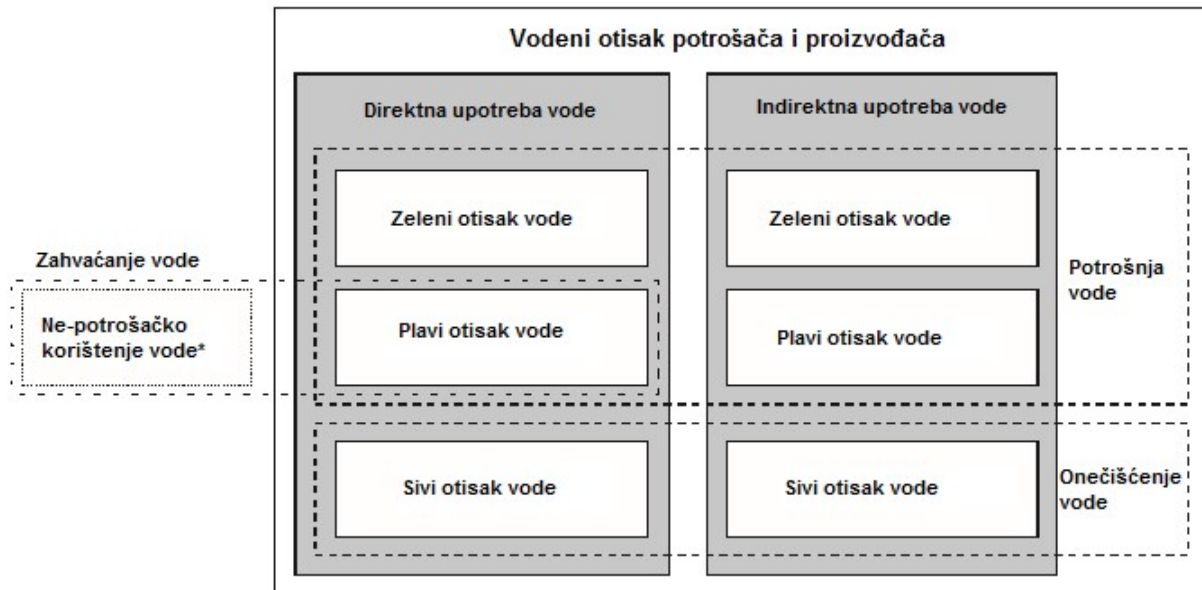 Vodeni otisak potrošača i proizvođača
Direktna upotreba vode
Indirektna upotreba vode
Zeleni otisak vode
Zeleni otisak vode
Zahvaćanje vode
Potrošnja
vode
Ne-potrošačko
korištenje vode*
Plavi otisak vode
Plavi otisak vode
Sivi otisak vode
Sivi otisak vode
Onečišćenje
vode